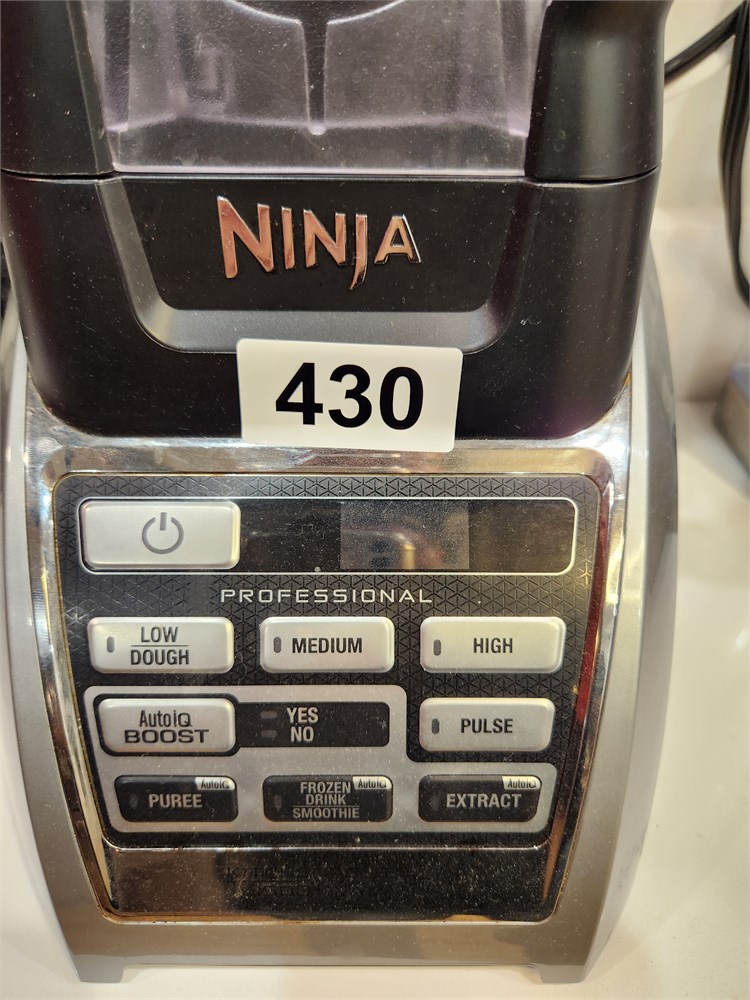 NINJA
430
PROFESSIONAL
LOW
DOUGH
MEDIUM
HIGH
Auto iQ
BOOST
YES
NO
PULSE
Auto iQ
PUREE
Auto iQ
FROZEN
DRINK
SMOOTHIE
Auto iQ
EXTRACT